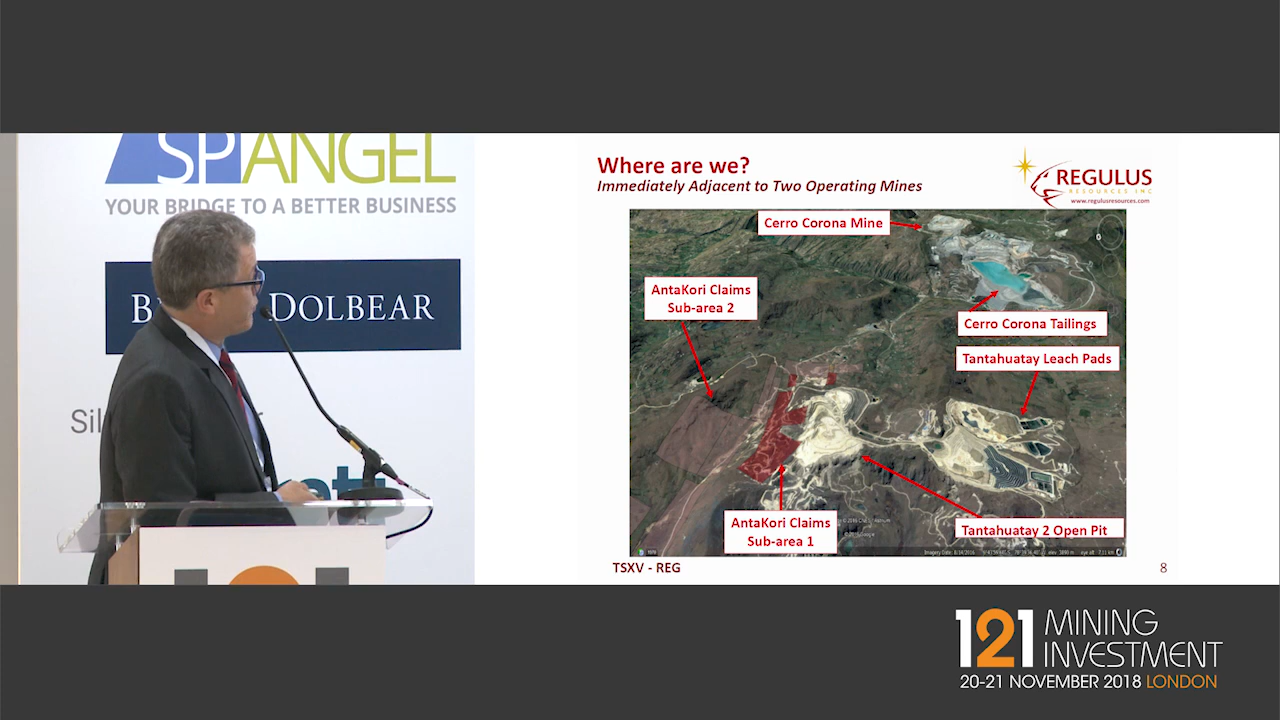 SP ANGEL
YOUR BRIDGE TO A BETTER BUSINESS
DOLBEAR
Where are we?
Immediately Adjacent to Two Operating Mines
REGULUS
RESOURCES INC
www.regulusresources.com
Cerro Corona Mine
AntaKori Claims
Sub-area 2
Cerro Corona Tailings
Tantahuatay Leach Pads
AntaKori Claims
Sub-area 1
Tantahuatay 2 Open Pit
TSXV - REG
8
121 MINING
INVESTMENT
20-21 NOVEMBER 2018 LONDON